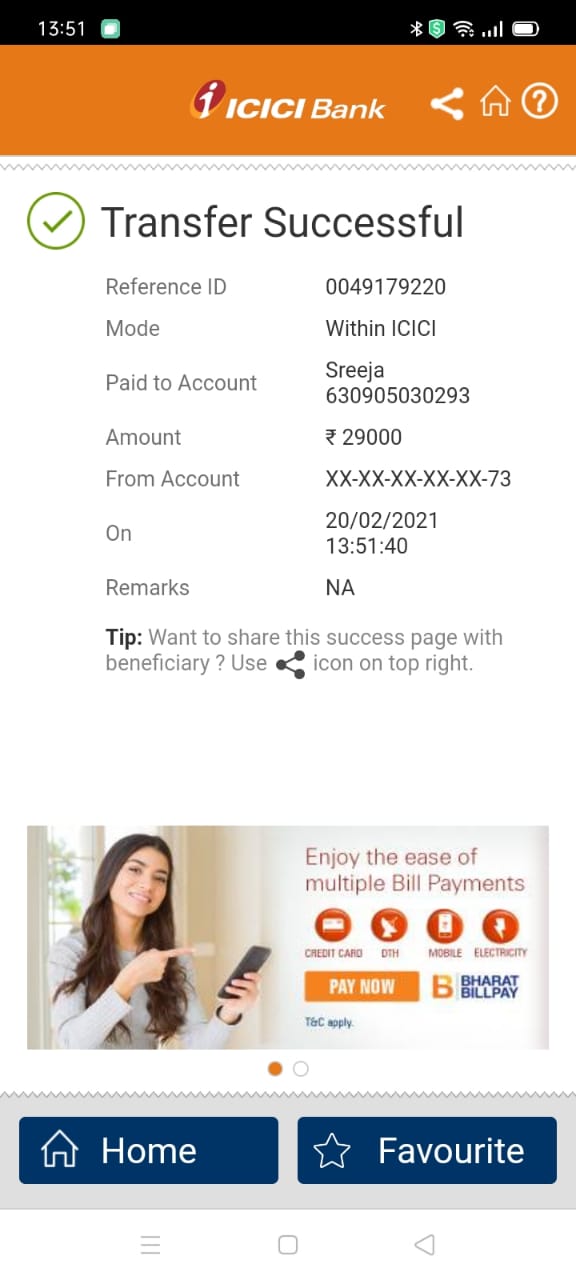 13:51
ICICI Bank
Transfer Successful
Reference ID 0049179220
Mode Within ICICI
Paid to Account Sreeja
630905030293
Amount ₹ 29000
From Account XX-XX-XX-XX-XX-73
On 20/02/2021
13:51:40
Remarks NA
Tip: Want to share this success page with
beneficiary ? Use icon on top right.
Enjoy the ease of
multiple Bill Payments
CREDIT CARD DTH MOBILE ELECTRICITY
PAY NOW B BHARAT
BILLPAY
T&C apply.
Home Favourite